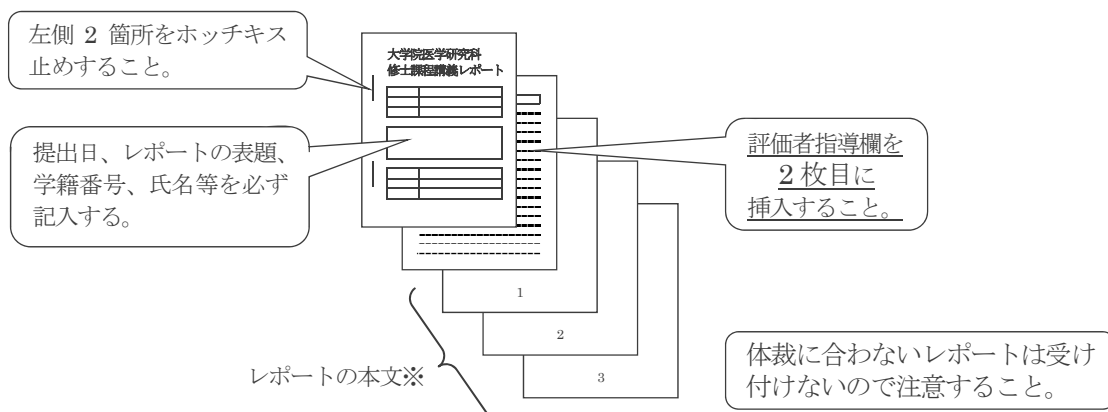 左側 2 箇所をホッチキス
止めすること。
大学院医学研究科
修士課程講義レポート
提出日、レポートの表題、
学籍番号、氏名等を必ず
記入する。
評価者指導欄を
2 枚目に
挿入すること。
1
2
3
レポートの本文※
体裁に合わないレポートは受け
付けないので注意すること。